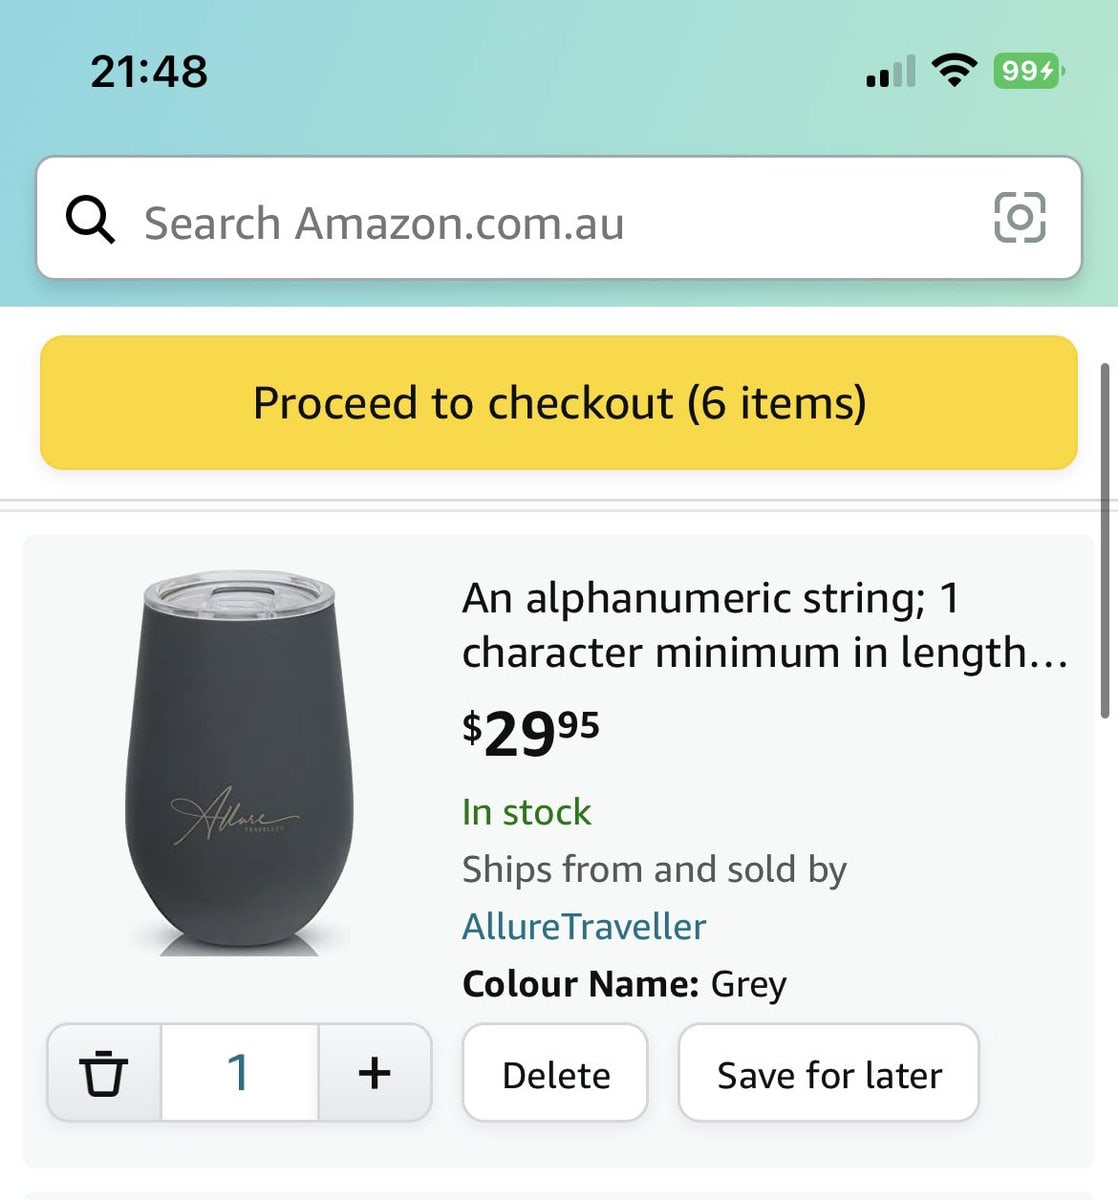 21:48
99
Search Amazon.com.au
Proceed to checkout (6 items)
An alphanumeric string; 1
character minimum in length...
$2995
In stock
Ships from and sold by
AllureTraveller
Colour Name: Grey
Allure
TRAVELLER
1
Delete
Save for later